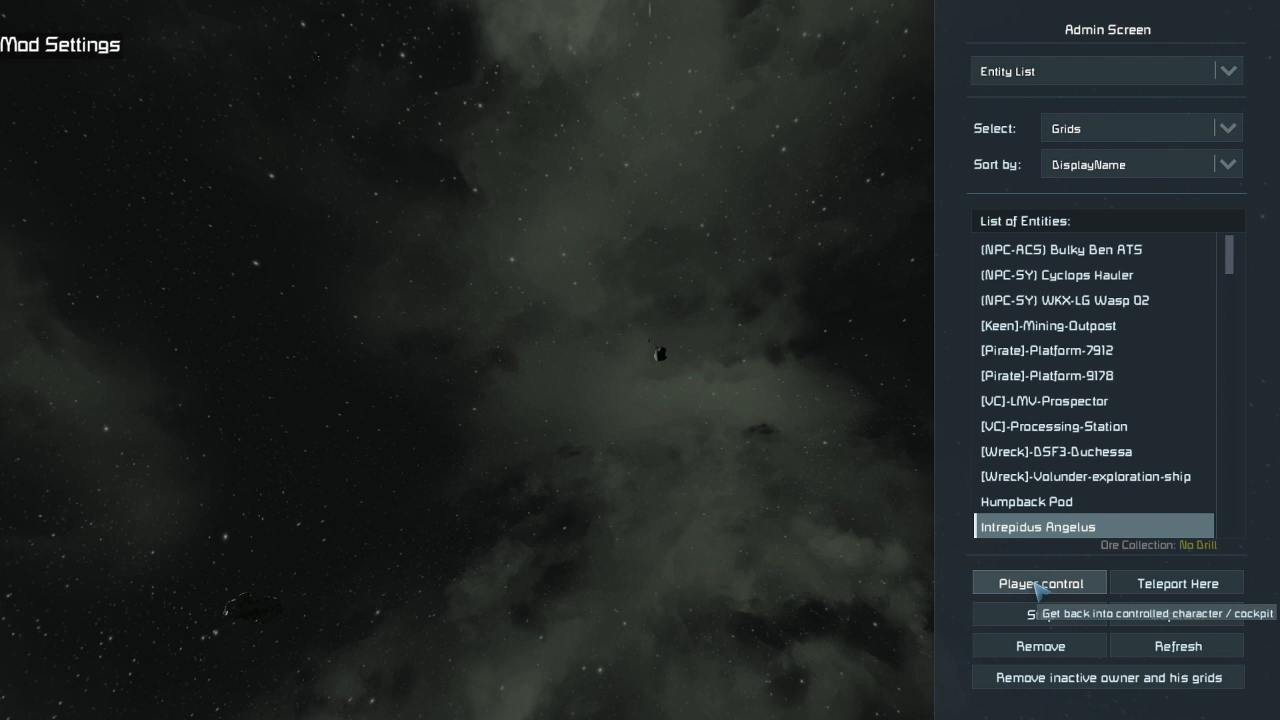 Mod Settings
Admin Screen
Entity List
Select: Grids
Sort by: DisplayName
List of Entities:
(NPC-ACS) Bulky Ben ATS
(NPC-SY) Cyclops Hauler
(NPC-SY) WKX-LG Wasp 02
[Keen]-Mining-Outpost
[Pirate]-Platform-7912
[Pirate]-Platform-9178
[VC]-LMV-Prospector
[VC]-Processing-Station
[Wreck]-DSF3-Duchessa
[Wreck]-Volunder-exploration-ship
Humpback Pod
Intrepidus Angelus
Ore Collection: No Drill
Player control Teleport Here
Get back into controlled character / cockpit
Remove Refresh
Remove inactive owner and his grids